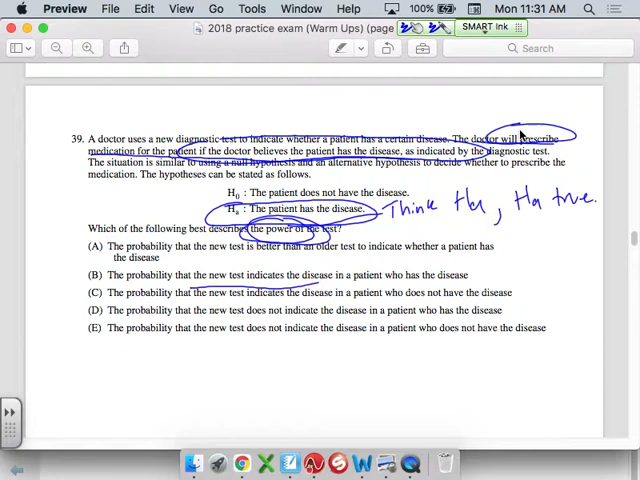 Preview File Edit View Go Tools Window Help 100% Mon 11:31 AM
2018 practice exam (Warm Ups) (page
SMART Ink
Search
39. A doctor uses a new diagnostic test to indicate whether a patient has a certain disease. The doctor will prescribe
medication for the patient if the doctor believes the patient has the disease, as indicated by the diagnostic test.
The situation is similar to using a null hypothesis and an alternative hypothesis to decide whether to prescribe the
medication. The hypotheses can be stated as follows.
H0 : The patient does not have the disease.
Ha : The patient has the disease. Think Ha, Ha true.
Which of the following best describes the power of the test?
(A) The probability that the new test is better than an older test to indicate whether a patient has
the disease
(B) The probability that the new test indicates the disease in a patient who has the disease
(C) The probability that the new test indicates the disease in a patient who does not have the disease
(D) The probability that the new test does not indicate the disease in a patient who has the disease
(E) The probability that the new test does not indicate the disease in a patient who does not have the disease